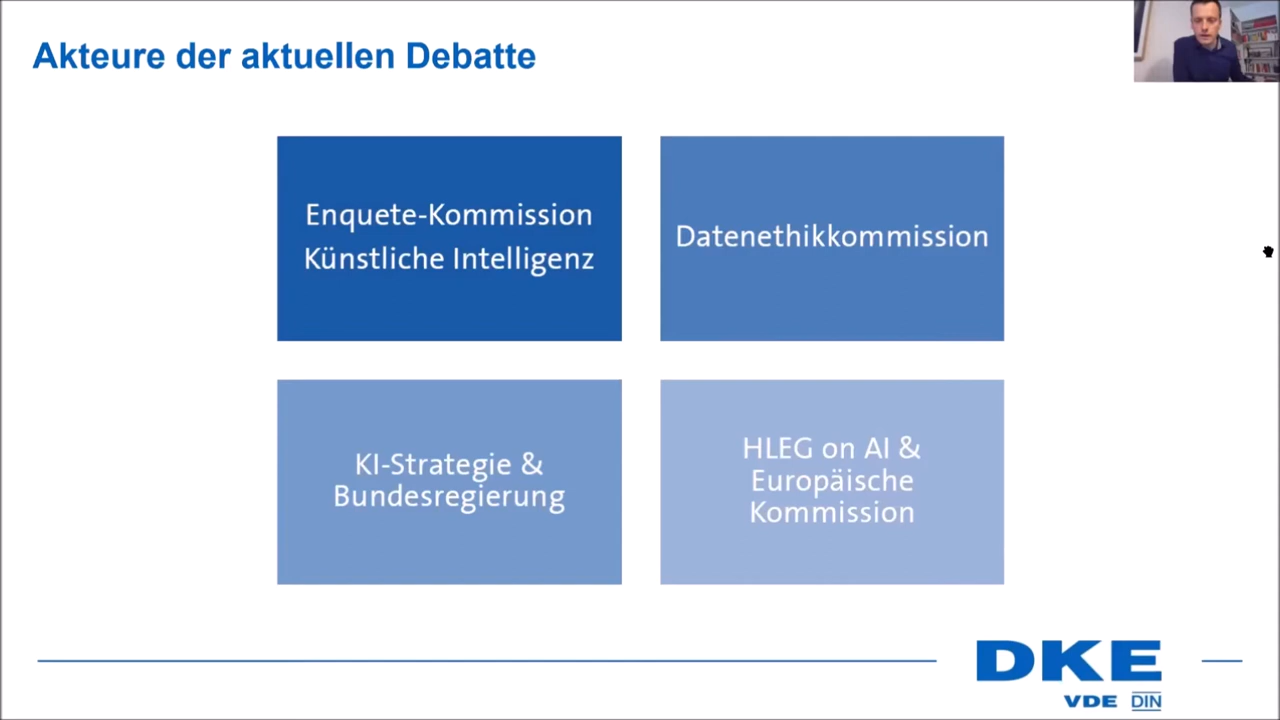 Akteure der aktuellen Debatte
Enquete-Kommission
Künstliche Intelligenz
Datenethikkommission
KI-Strategie &
Bundesregierung
HLEG on AI &
Europäische
Kommission
DKE
VDE DIN